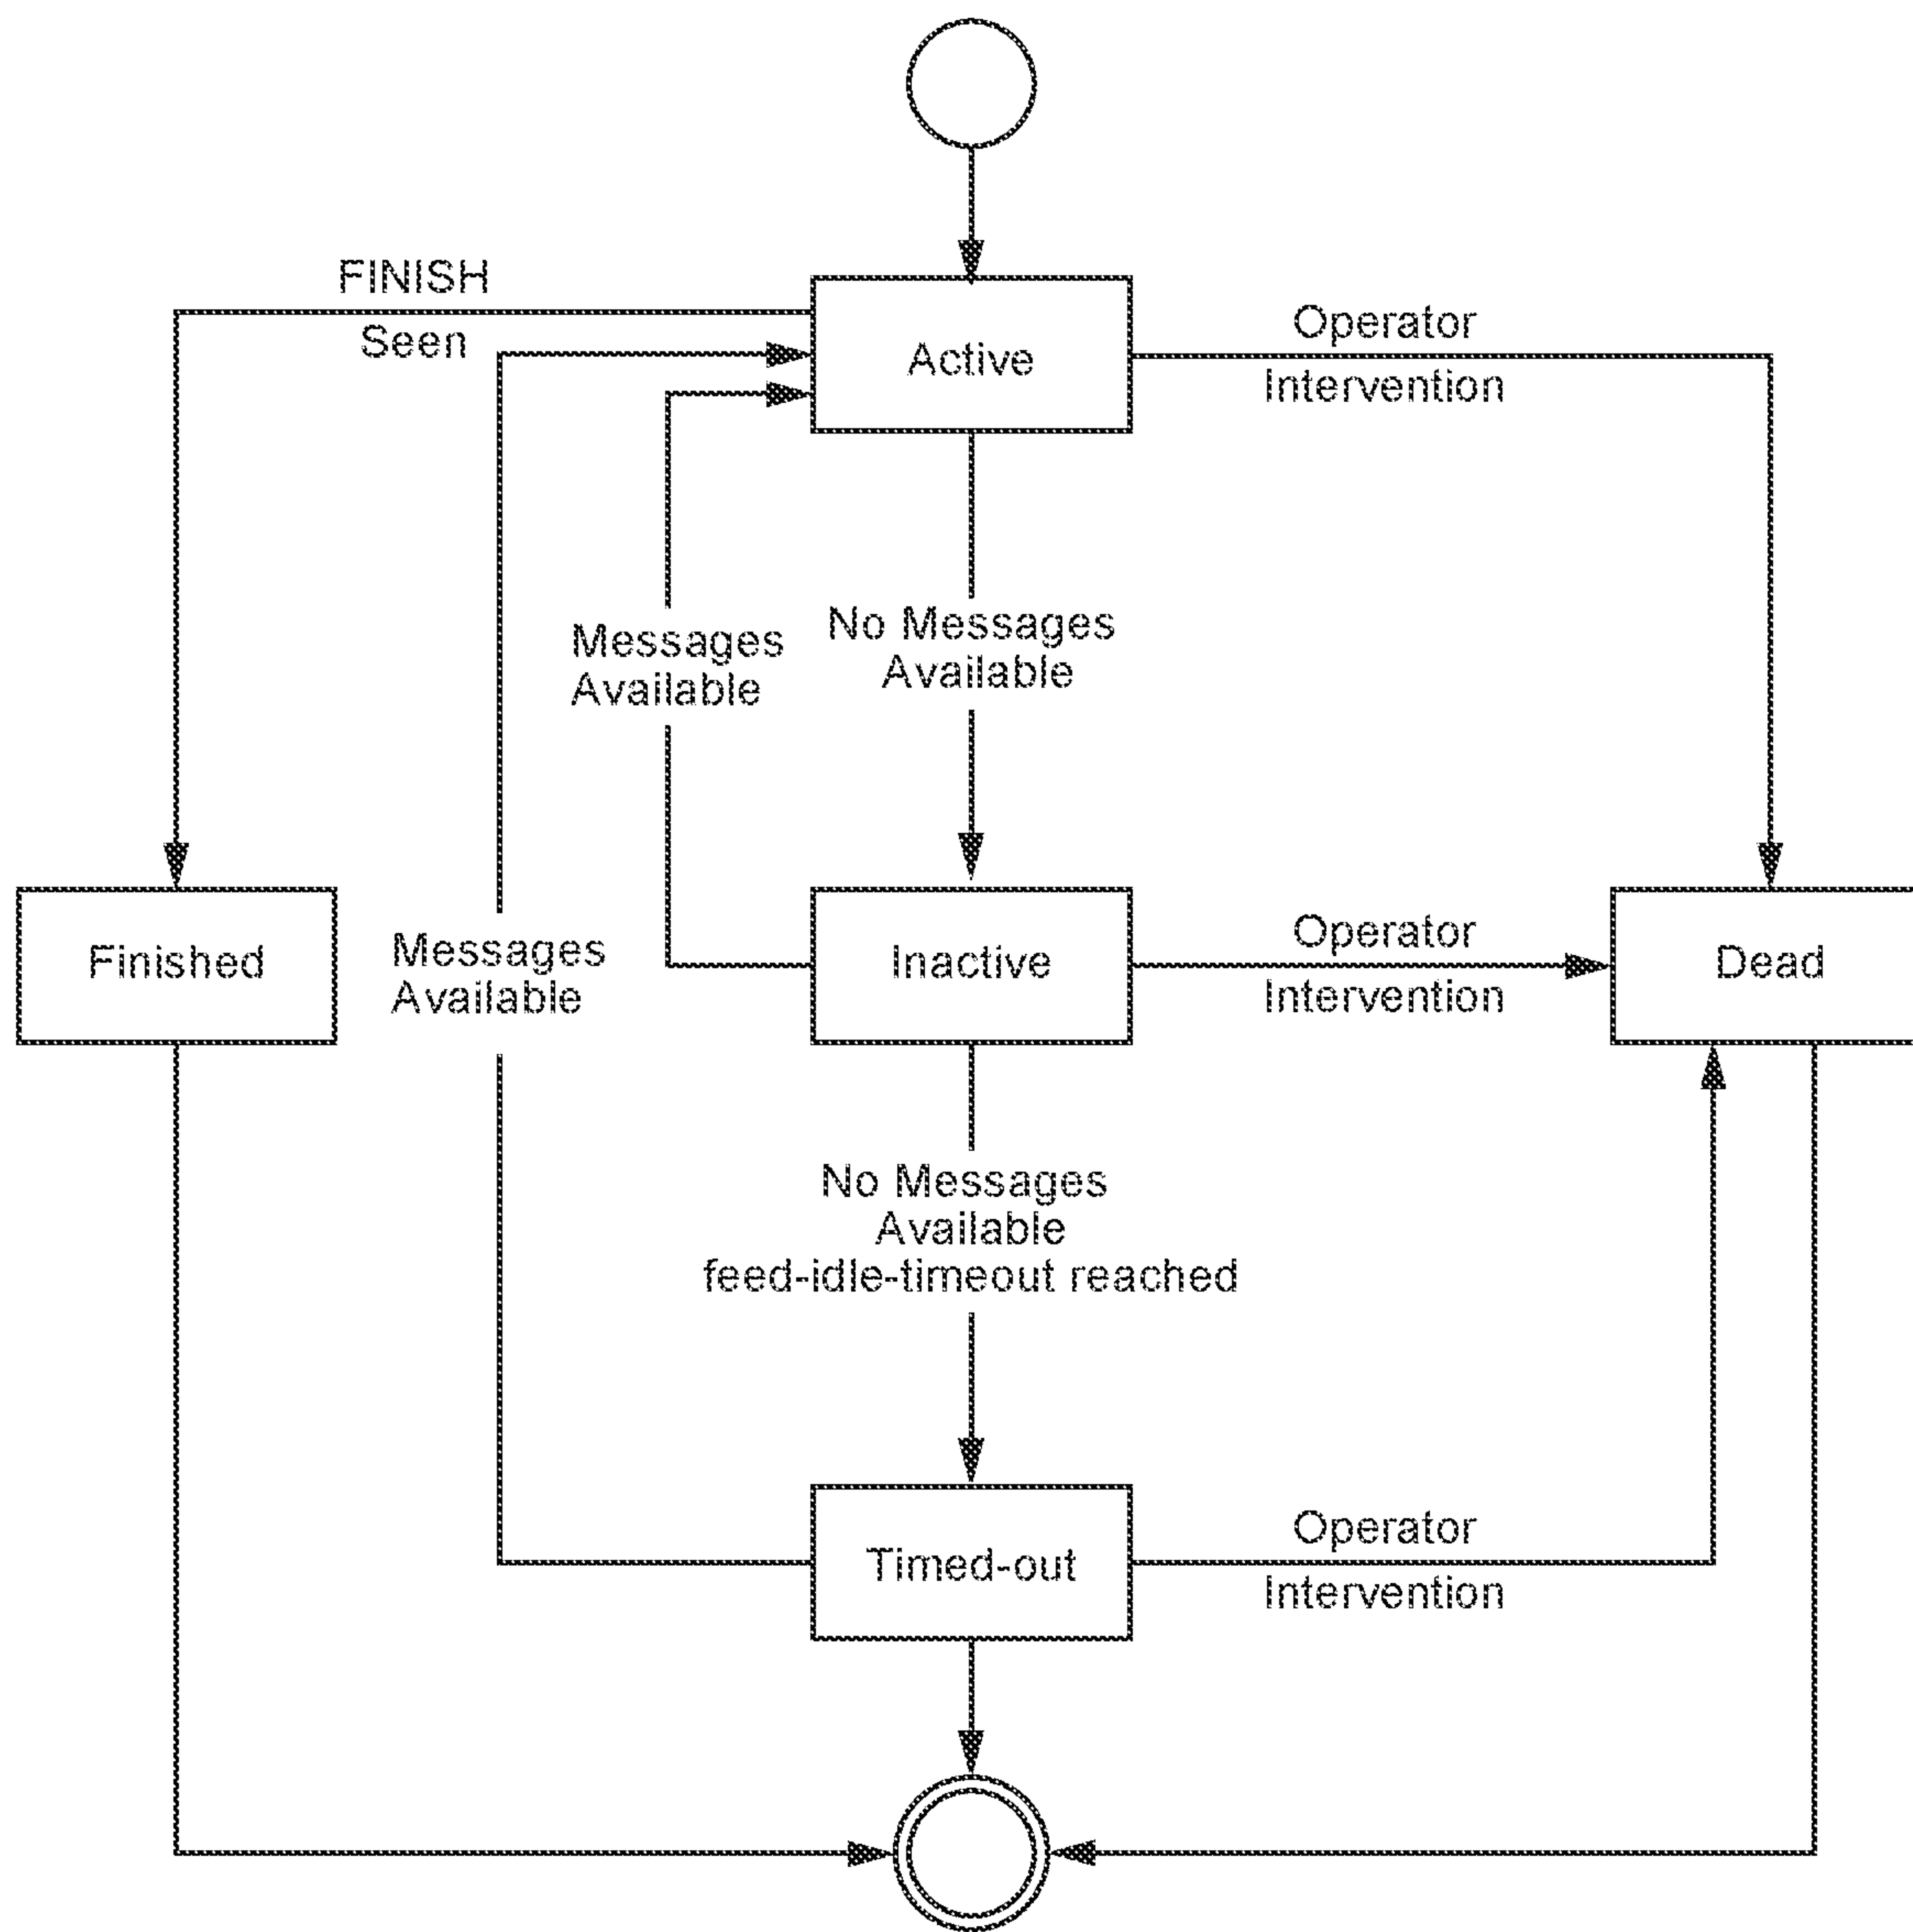 FINISH
Seen
Active
Operator
Intervention
Messages
Available
No Messages
Available
Finished
Messages
Available
Inactive
Operator
Intervention
Dead
No Messages
Available
feed-idle-timeout reached
Timed-out
Operator
Intervention